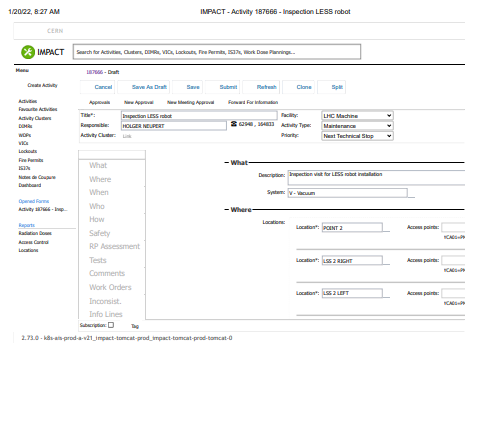 1/20/22, 8:27 AM IMPACT - Activity 187666 - Inspection LESS robot
CERN
IMPACT Search for Activities, Clusters, DIMRs, VICs, Lockouts, Fire Permits, IS37s, Work Dose Plannings...
Menu
187666 - Draft
Create Activity
Cancel Save As Draft Save Submit Refresh Clone Split
Activities
Favourite Activities
Activity Clusters
DIMRs
WDPs
VICs
Lockouts
Fire Permits
IS37s
Notes de Coupure
Dashboard
Opened Forms
Activity 187666 - Insp...
Reports
Radiation Doses
Access Control
Locations
Approvals New Approval New Meeting Approval Forward For Information
Title*: Inspection LESS robot Facility: LHC Machine
Responsible: HOLGER NEUPERT 62948 , 164833 Activity Type: Maintenance
Activity Cluster: Link Priority: Next Technical Stop
What
Where
When
Who
How
Safety
RP Assessment
Tests
Comments
Work Orders
Inconsist.
Info Lines
What
Description: Inspection visit for LESS robot installation
System: V - Vacuum
Where
Locations:
Location*: POINT 2 Access points:
YCA01=PM
Location*: LSS 2 RIGHT Access points:
YCA01=PM
Location*: LSS 2 LEFT Access points:
YCA01=PM
Subscription: Tag
2.73.0 - k8s-ais-prod-a-v21_impact-tomcat-prod_impact-tomcat-prod-tomcat-0